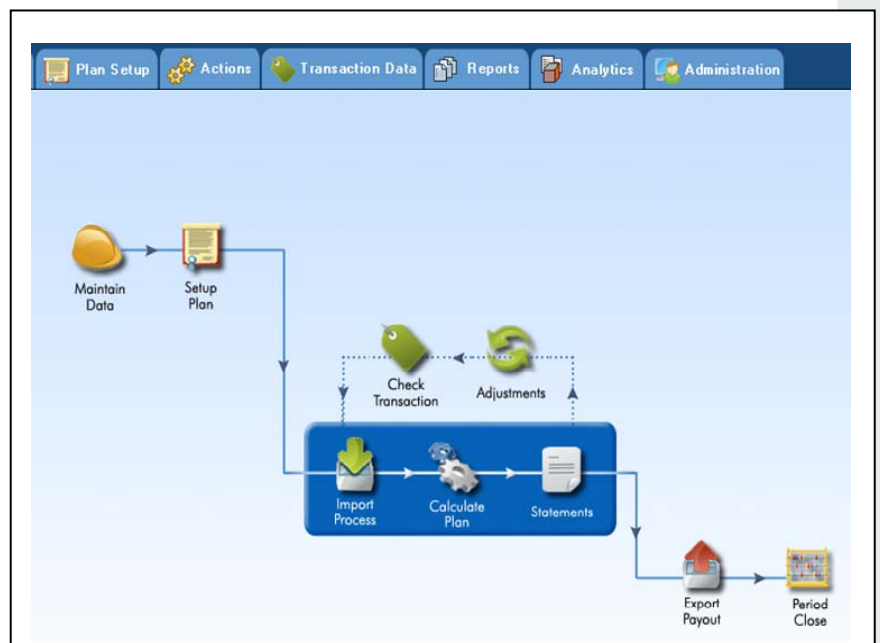 Plan Setup
Actions
Transaction Data
Reports
Analytics
Administration
Maintain
Data
Setup
Plan
Check
Transaction
Adjustments
Import
Process
Calculate
Plan
Statements
Export
Payout
Period
Close